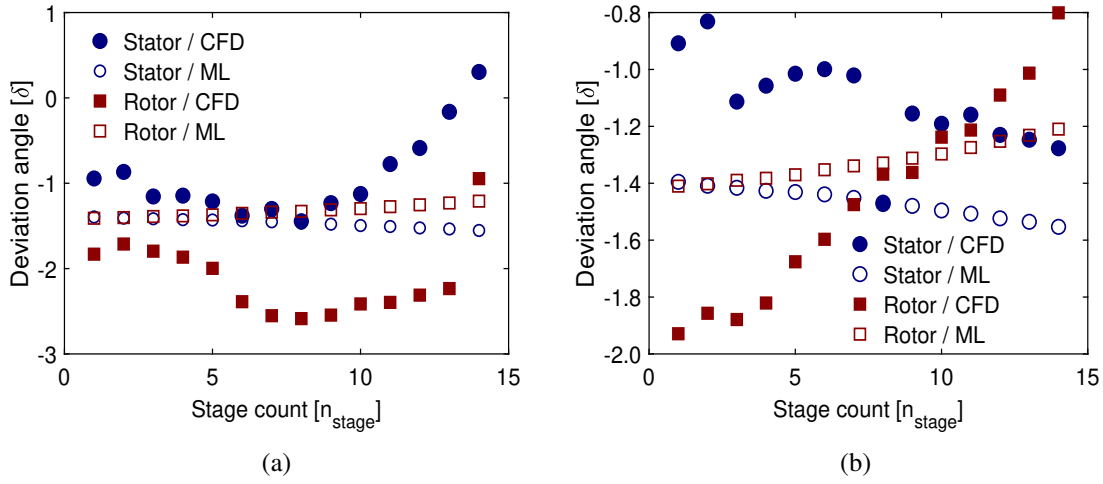 1
0
-1
-2
-3
Deviation angle [δ]
Stator / CFD
Stator / ML
Rotor / CFD
Rotor / ML
0 5 10 15
Stage count [n_stage]
(a)
-0.8
-1.0
-1.2
-1.4
-1.6
-1.8
-2.0
Deviation angle [δ]
Stator / CFD
Stator / ML
Rotor / CFD
Rotor / ML
0 5 10 15
Stage count [n_stage]
(b)